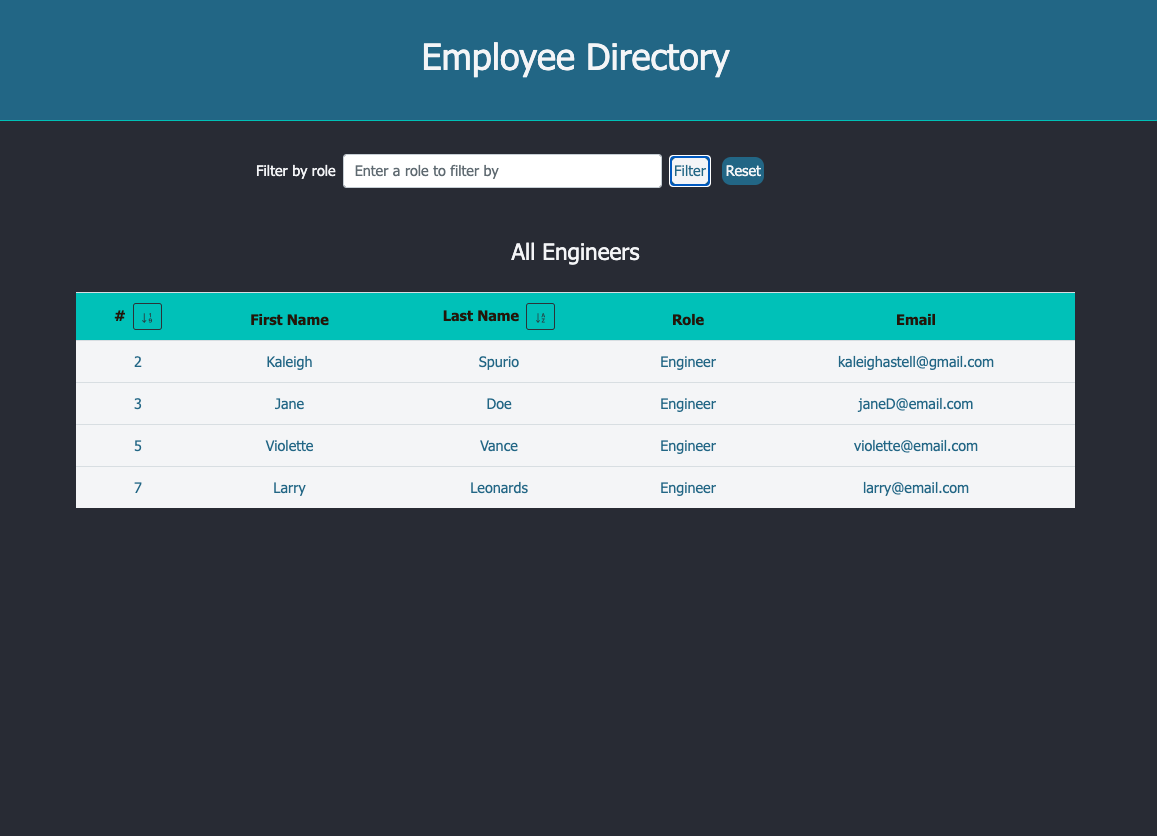 Employee Directory
Filter by role Enter a role to filter by Filter Reset
All Engineers
# First Name Last Name Role Email
2 Kaleigh Spurio Engineer kaleighastell@gmail.com
3 Jane Doe Engineer janeD@email.com
5 Violette Vance Engineer violette@email.com
7 Larry Leonards Engineer larry@email.com